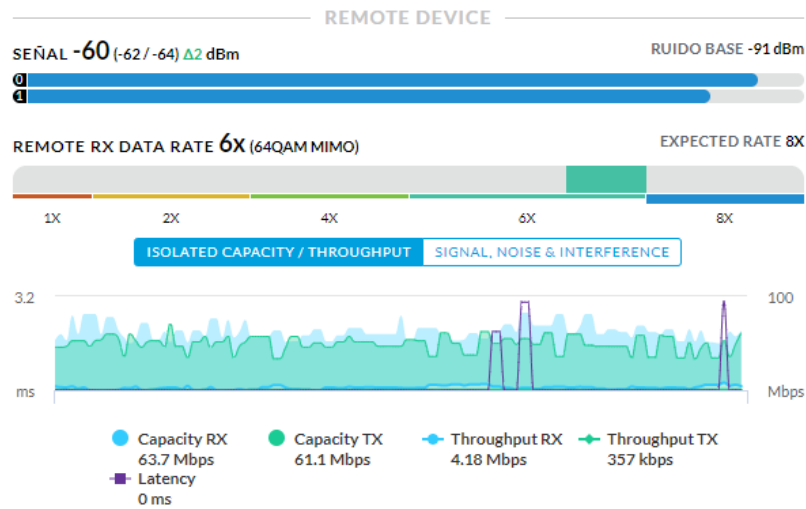 REMOTE DEVICE
SEÑAL -60 (-62 / -64) Δ2 dBm RUIDO BASE -91 dBm
0
1
REMOTE RX DATA RATE 6x (64QAM MIMO) EXPECTED RATE 8X
1X 2X 4X 6X 8X
ISOLATED CAPACITY / THROUGHPUT SIGNAL, NOISE & INTERFERENCE
3.2 100
ms Mbps
Capacity RX Capacity TX Throughput RX Throughput TX
63.7 Mbps 61.1 Mbps 4.18 Mbps 357 kbps
Latency
0 ms